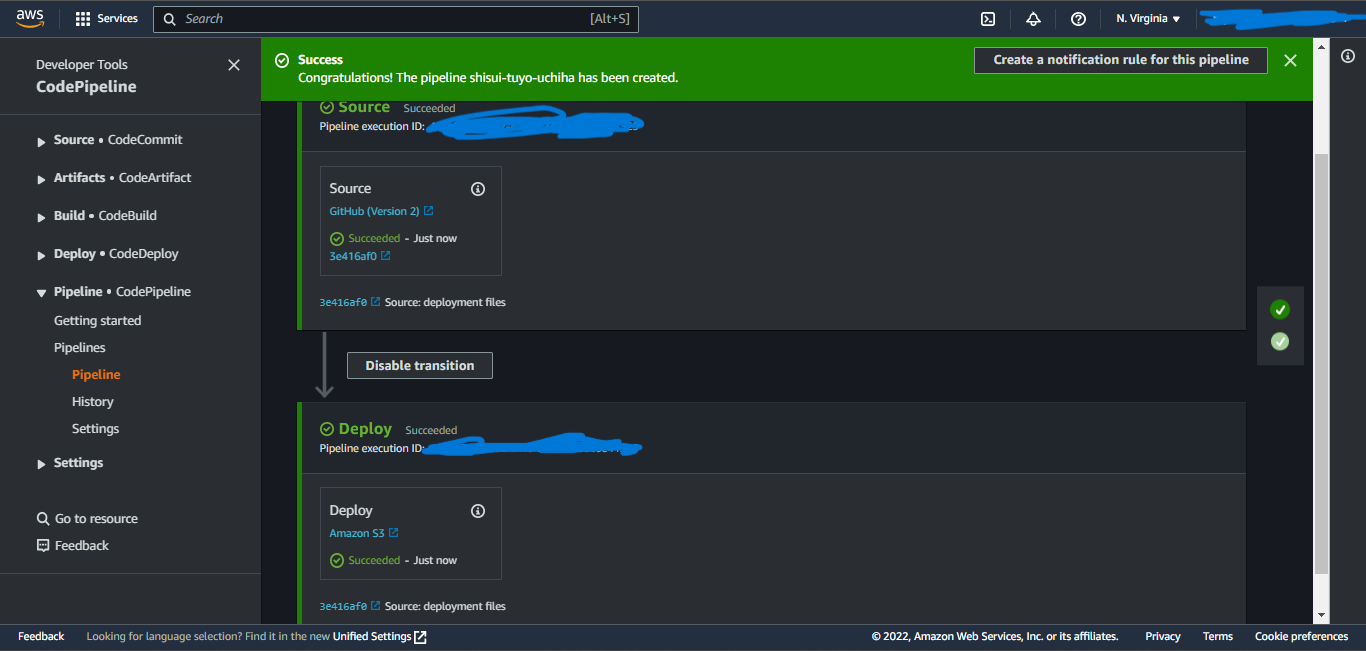 aws
Services
Search
[Alt+S]
N. Virginia
Developer Tools
CodePipeline
Source • CodeCommit
Artifacts • CodeArtifact
Build • CodeBuild
Deploy • CodeDeploy
Pipeline • CodePipeline
Getting started
Pipelines
Pipeline
History
Settings
Settings
Go to resource
Feedback
Success
Congratulations! The pipeline shisui-tuyo-uchiha has been created.
Create a notification rule for this pipeline
Source Succeeded
Pipeline execution ID:
Source
GitHub (Version 2)
Succeeded - Just now
3e416af0
3e416af0 Source: deployment files
Disable transition
Deploy Succeeded
Pipeline execution ID:
Deploy
Amazon S3
Succeeded - Just now
3e416af0 Source: deployment files
Feedback
Looking for language selection? Find it in the new Unified Settings
© 2022, Amazon Web Services, Inc. or its affiliates.
Privacy
Terms
Cookie preferences